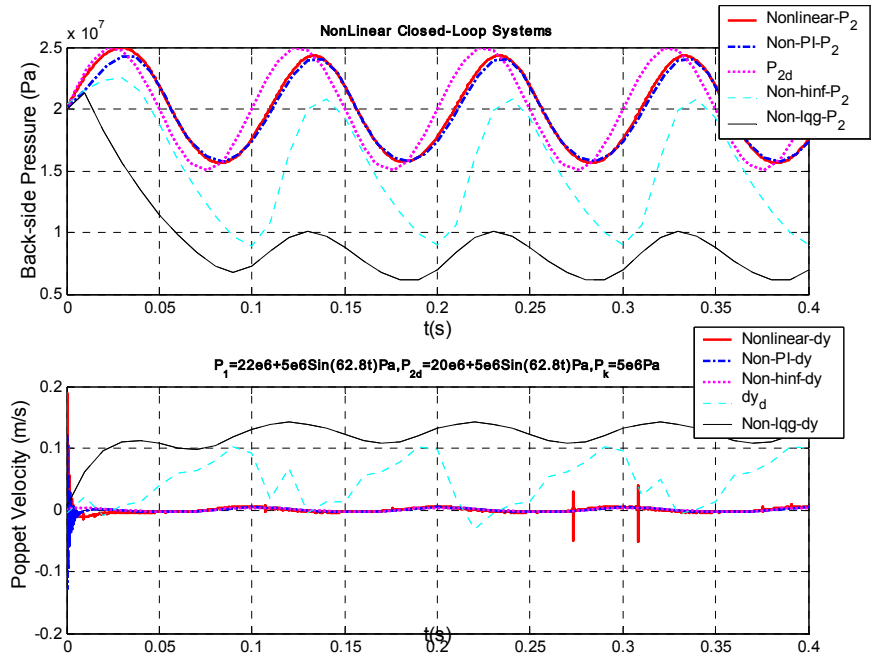 NonLinear Closed-Loop Systems
x 10^7
Back-side Pressure (Pa)
2.5
2
1.5
1
0.5
0
0.05
0.1
0.15
0.2
0.25
0.3
0.35
0.4
t(s)
Nonlinear-P_2
Non-PI-P_2
P_2d
Non-hinf-P_2
Non-lqg-P_2
P_1=22e6+5e6Sin(62.8t)Pa,P_2d=20e6+5e6Sin(62.8t)Pa,P_k=5e6Pa
Poppet Velocity (m/s)
0.2
0.1
0
-0.1
-0.2
0
0.05
0.1
0.15
0.2
0.25
0.3
0.35
0.4
t(s)
Nonlinear-dy
Non-PI-dy
Non-hinf-dy
dy_d
Non-lqg-dy